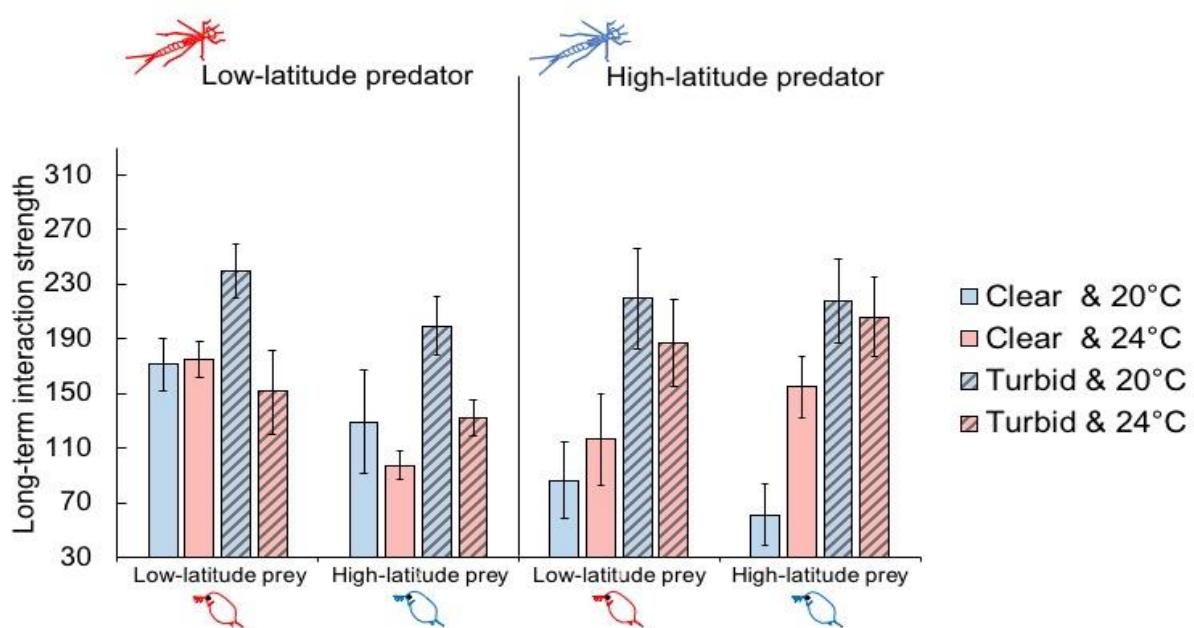 Low-latitude predator
High-latitude predator
Long-term interaction strength
310
270
230
190
150
110
70
30
Low-latitude prey
High-latitude prey
Low-latitude prey
High-latitude prey
Clear & 20°C
Clear & 24°C
Turbid & 20°C
Turbid & 24°C